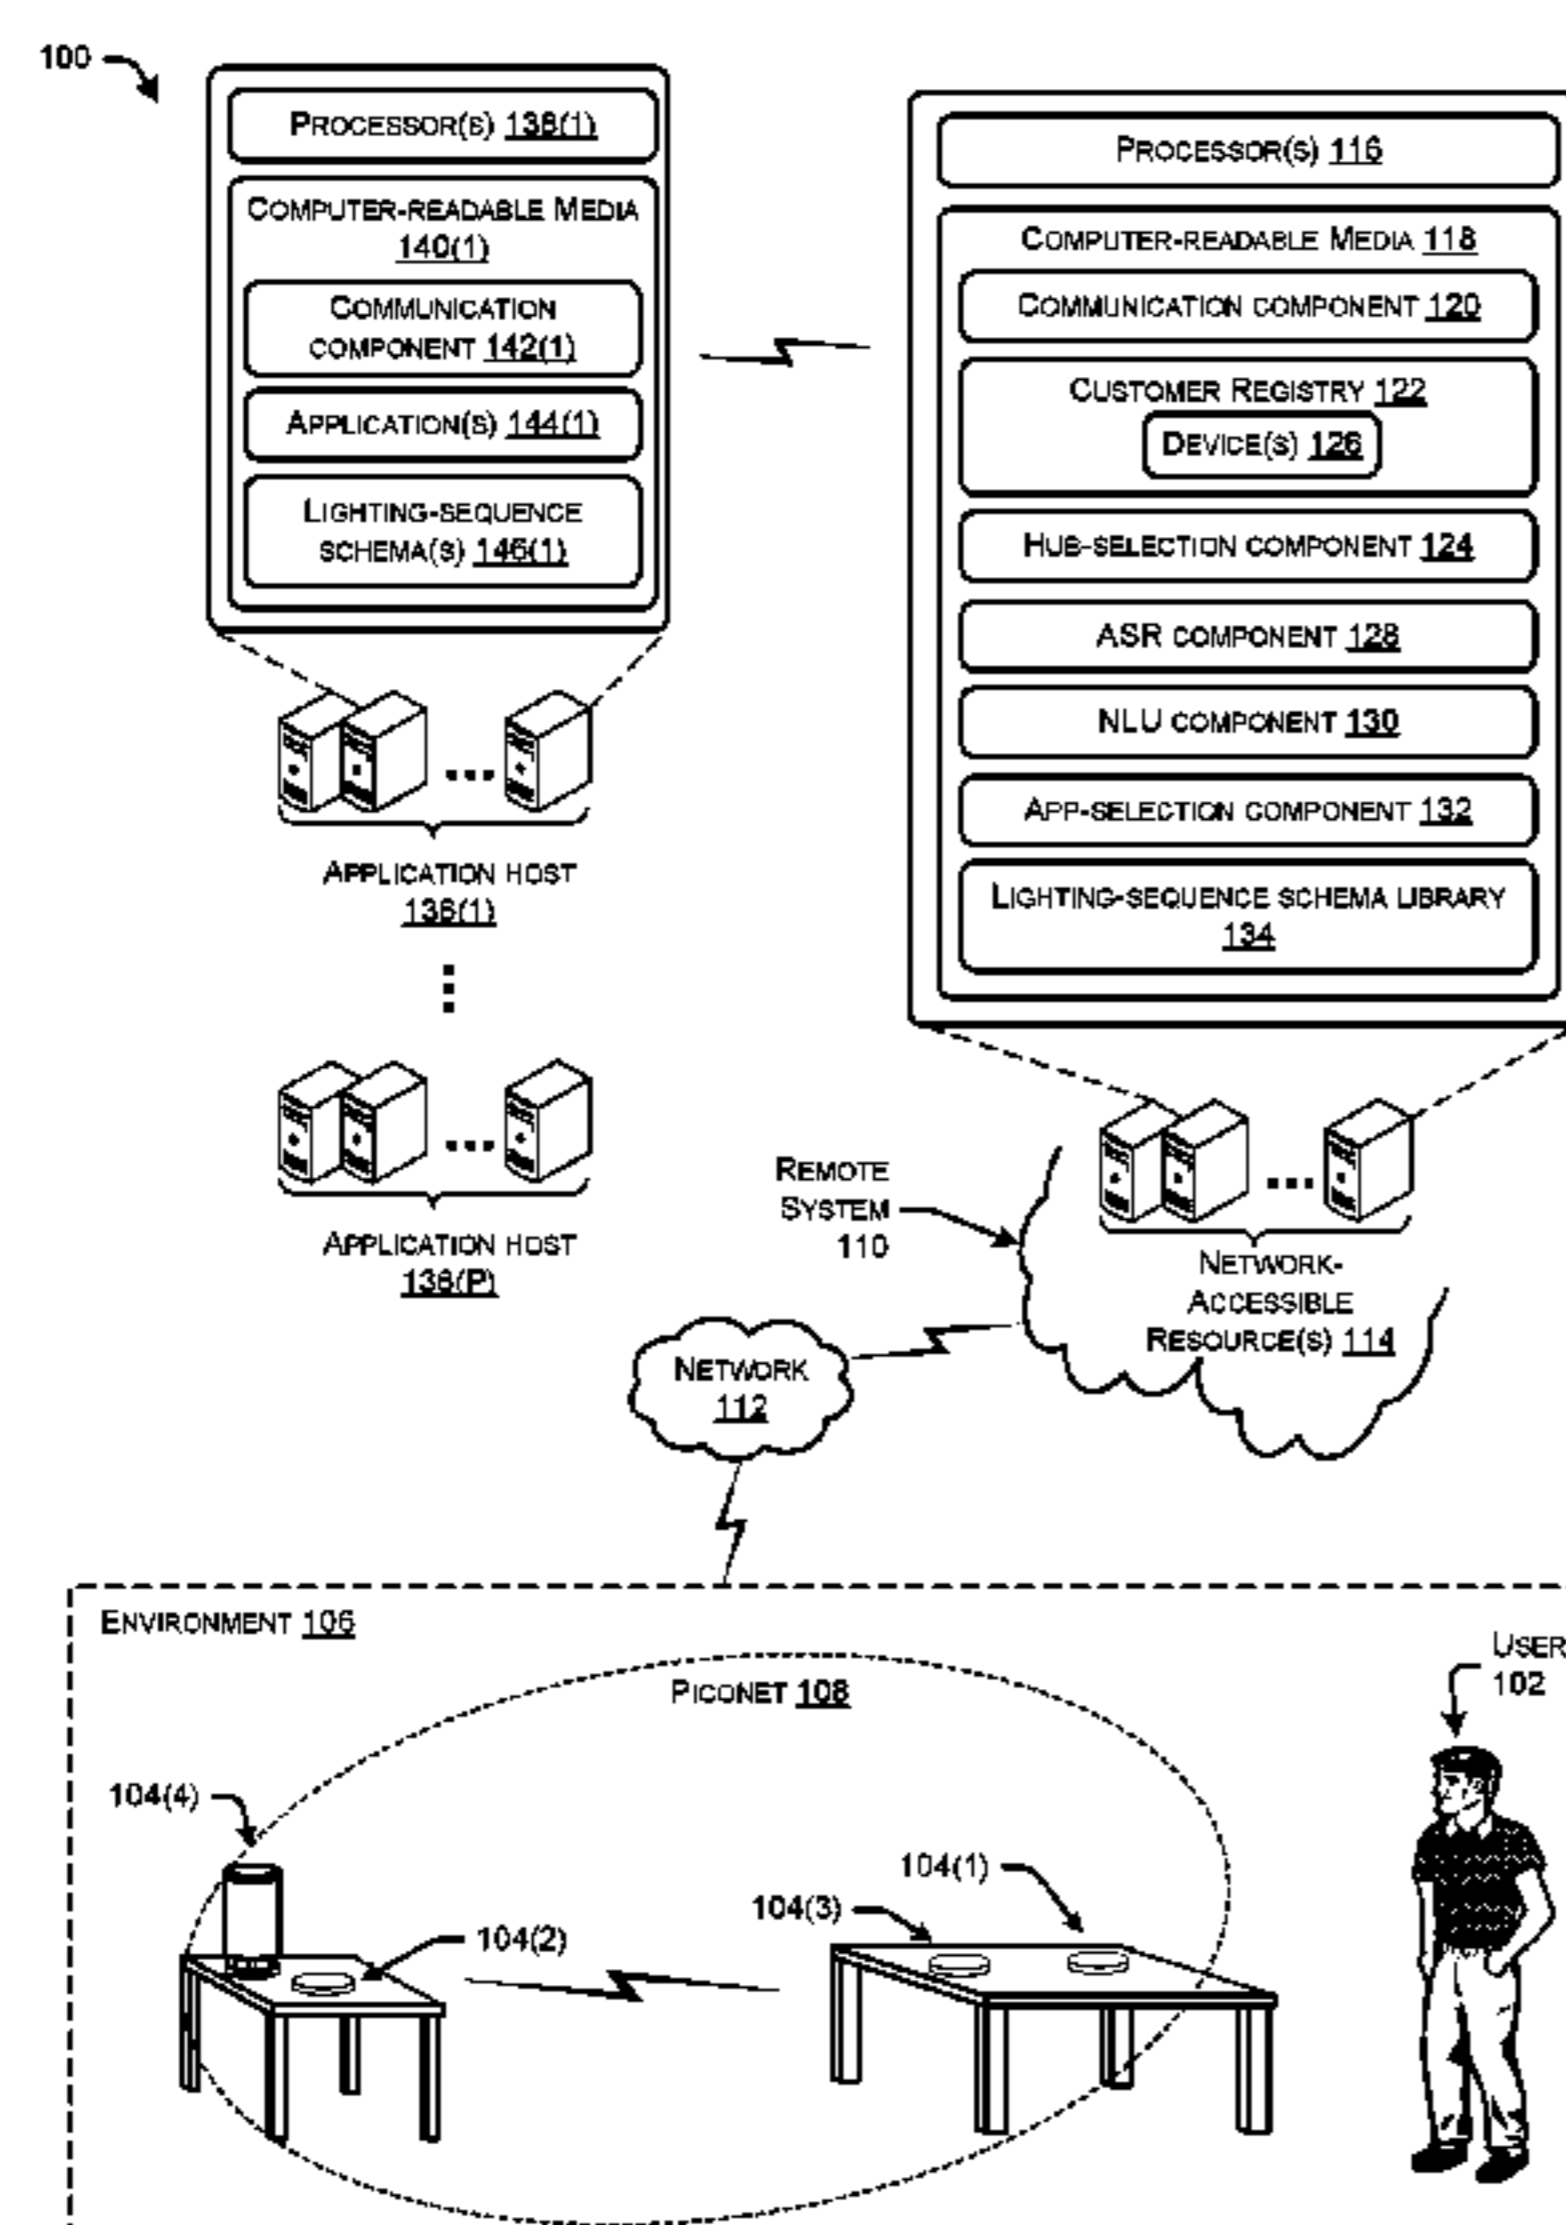 100
PROCESSOR(S) 138(1)
COMPUTER-READABLE MEDIA
140(1)
COMMUNICATION
COMPONENT 142(1)
APPLICATION(S) 144(1)
LIGHTING-SEQUENCE
SCHEMA(S) 146(1)
APPLICATION HOST
136(1)
APPLICATION HOST
136(P)
PROCESSOR(S) 116
COMPUTER-READABLE MEDIA 118
COMMUNICATION COMPONENT 120
CUSTOMER REGISTRY 122
DEVICE(S) 126
HUB-SELECTION COMPONENT 124
ASR COMPONENT 128
NLU COMPONENT 130
APP-SELECTION COMPONENT 132
LIGHTING-SEQUENCE SCHEMA LIBRARY
134
REMOTE
SYSTEM
110
NETWORK-
ACCESSIBLE
RESOURCE(S) 114
NETWORK
112
ENVIRONMENT 106
PICONET 108
USER
102
104(4)
104(2)
104(3)
104(1)